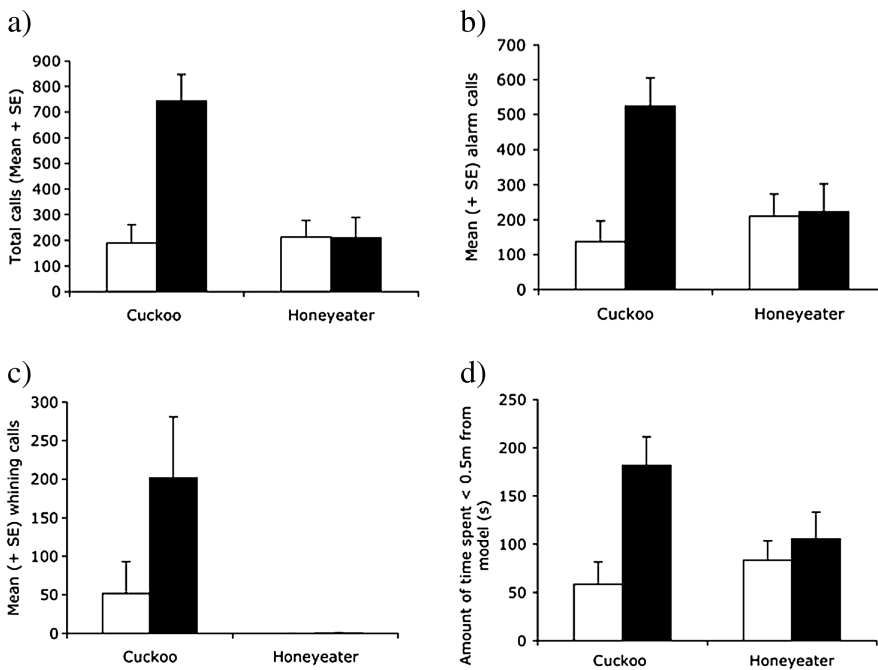 a)
Total calls (Mean + SE)
900
800
700
600
500
400
300
200
100
0
Cuckoo Honeyeater
b)
Mean (+ SE) alarm calls
700
600
500
400
300
200
100
0
Cuckoo Honeyeater
c)
Mean (+ SE) whining calls
300
250
200
150
100
50
0
Cuckoo Honeyeater
d)
Amount of time spent < 0.5m from
model (s)
250
200
150
100
50
0
Cuckoo Honeyeater